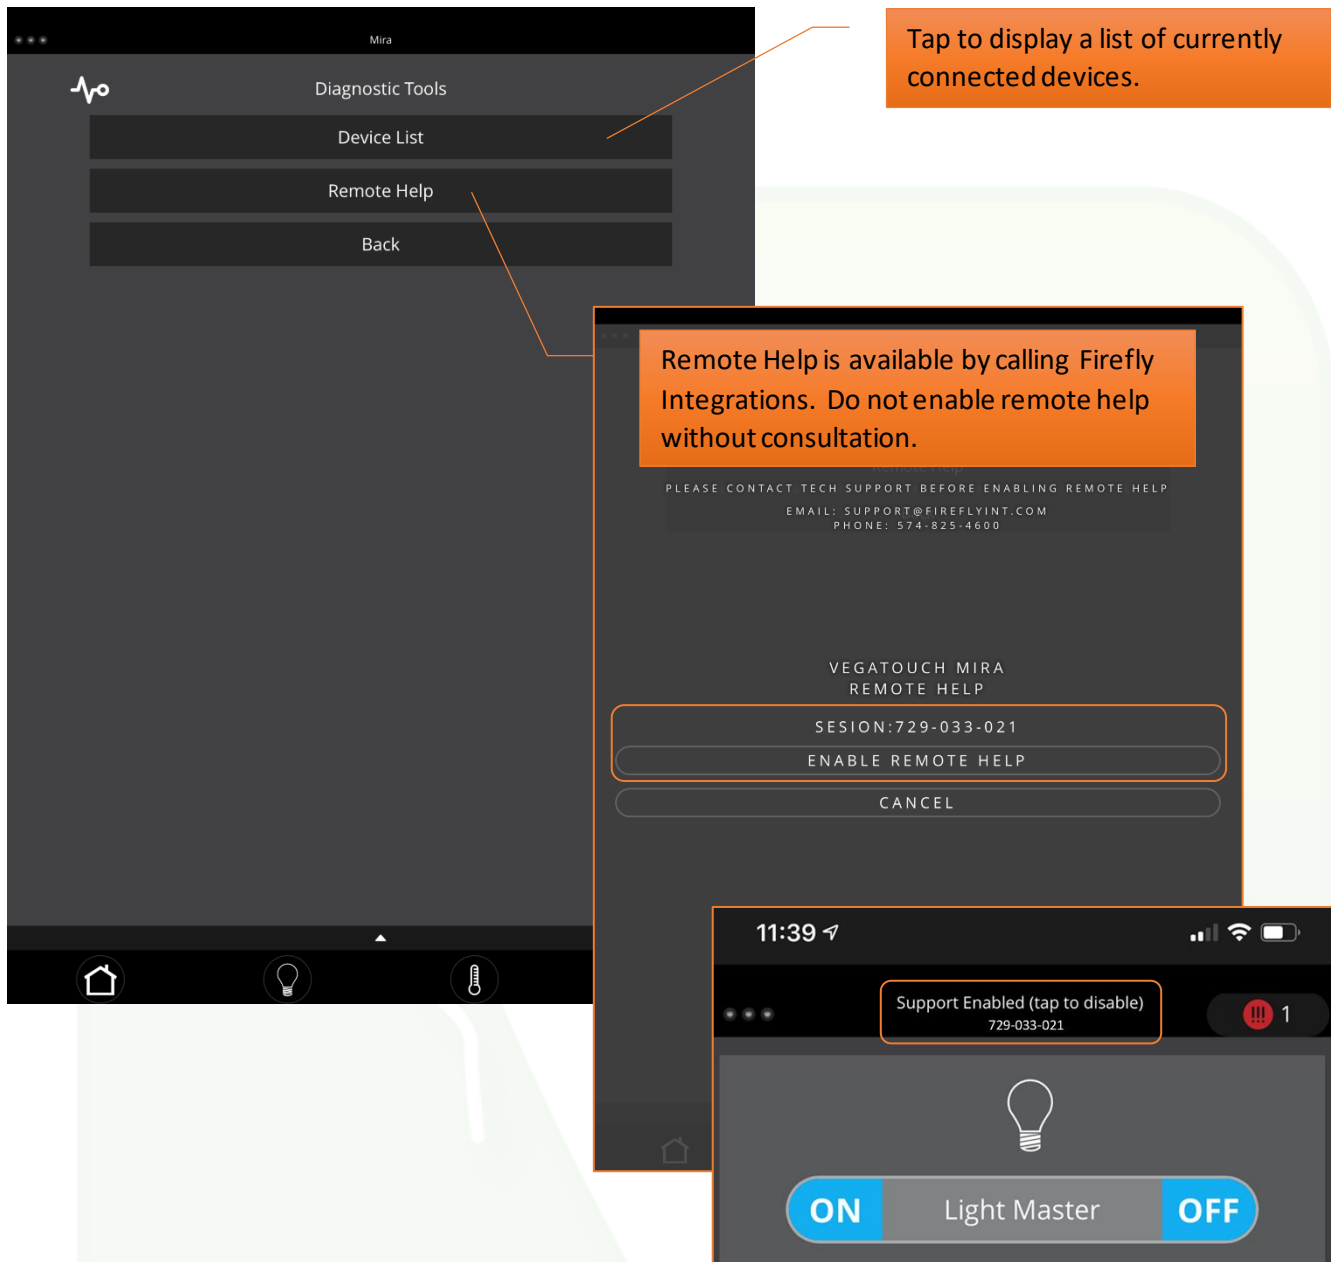 Mira
Tap to display a list of currently
connected devices.
Diagnostic Tools
Device List
Remote Help
Back
Remote Help is available by calling Firefly
Integrations. Do not enable remote help
without consultation.
Remote Help
PLEASE CONTACT TECH SUPPORT BEFORE ENABLING REMOTE HELP
EMAIL: SUPPORT@FIREFLYINT.COM
PHONE: 574-825-4600
VEGATOUCH MIRA
REMOTE HELP
SESION:729-033-021
ENABLE REMOTE HELP
CANCEL
11:39
Support Enabled (tap to disable)
729-033-021
!!! 1
ON Light Master OFF